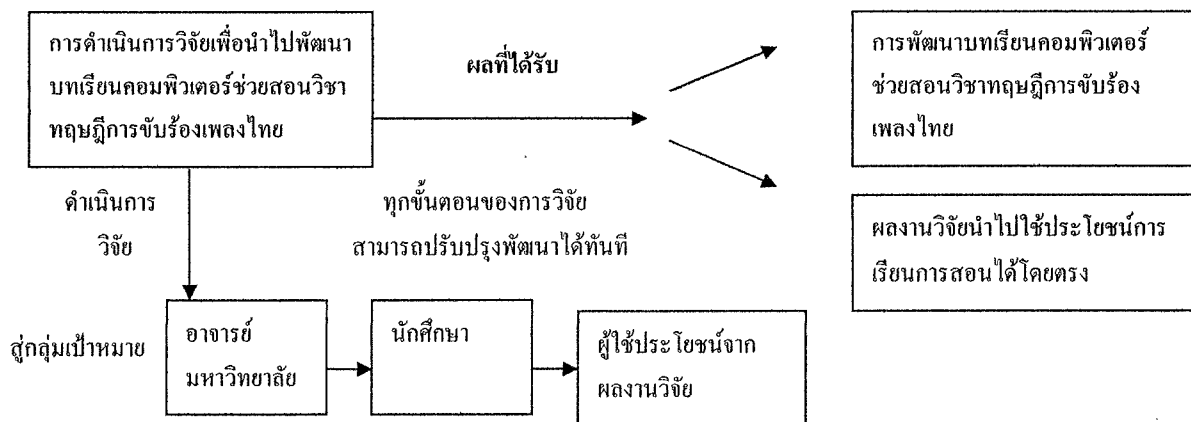 การดำเนินการวิจัยเพื่อนำไปพัฒนา
บทเรียนคอมพิวเตอร์ช่วยสอนวิชา
ทฤษฎีการขับร้องเพลงไทย
ผลที่ได้รับ
การพัฒนาบทเรียนคอมพิวเตอร์
ช่วยสอนวิชาทฤษฎีการขับร้อง
เพลงไทย
ดำเนินการ
วิจัย
ทุกขั้นตอนของการวิจัย
สามารถปรับปรุงพัฒนาได้ทันที
ผลงานวิจัยนำไปใช้ประโยชน์การ
เรียนการสอนได้โดยตรง
สู่กลุ่มเป้าหมาย
อาจารย์
มหาวิทยาลัย
นักศึกษา
ผู้ใช้ประโยชน์จาก
ผลงานวิจัย